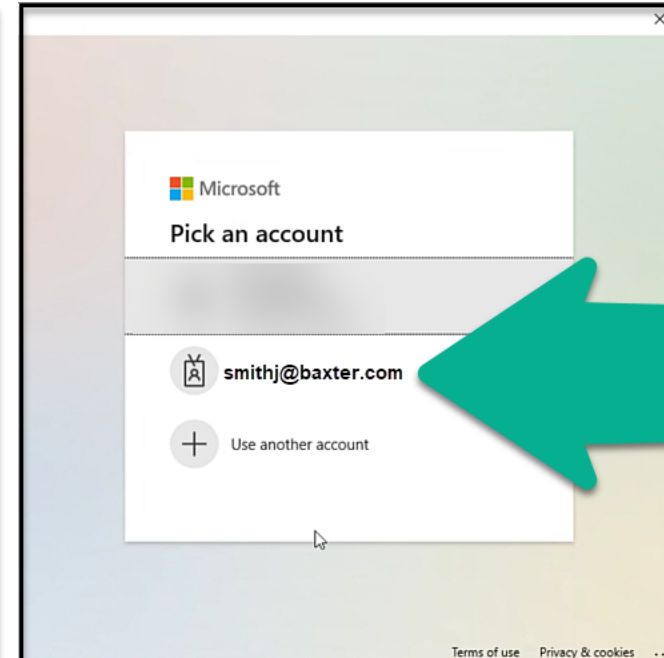 Microsoft
Pick an account
smithj@baxter.com
Use another account
Terms of use Privacy & cookies